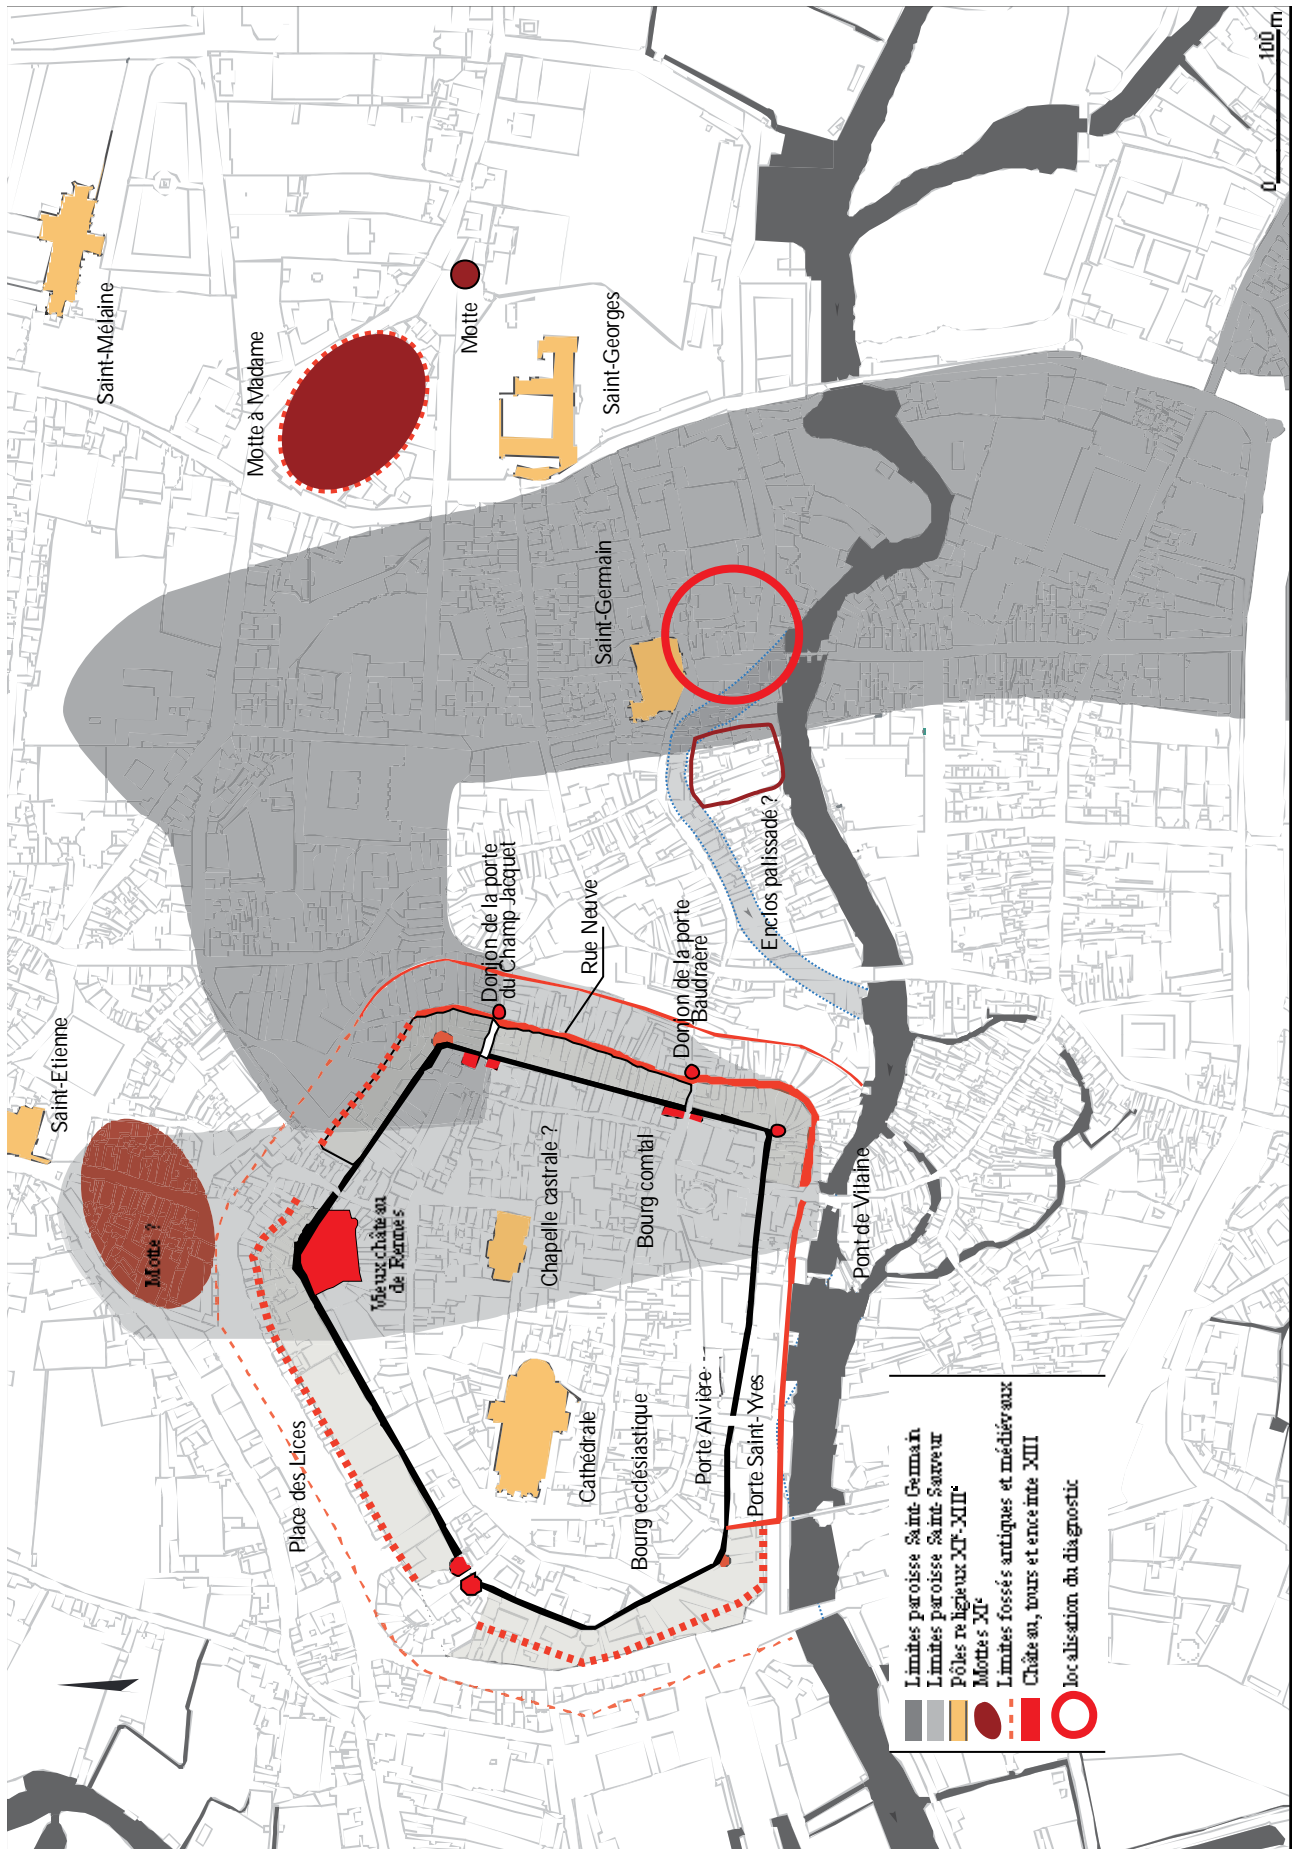 Saint-Etienne
Saint-Mélaine
Motte ?
Motte à Madame
Place des Lices
Vieux château
de Rennes
Motte
Donjon de la porte
du Champ Jacquet
Chapelle castrale ?
Cathédrale
Rue Neuve
Saint-Germain
Saint-Georges
Bourg ecclésiastique
Bourg comtal
Donjon de la porte
Baudraère
Porte Aivière
Porte Saint-Yves
Enclos palissadé ?
Pont de Vilaine
Limites paroisse Saint-Germain
Limites paroisse Saint-Sauveur
Pôles religieux XIe-XIIIe
Mottes XIe
Limites fossés antiques et médiévaux
Château, tours et enceinte XIII
localisation du diagnostic
0 100 m